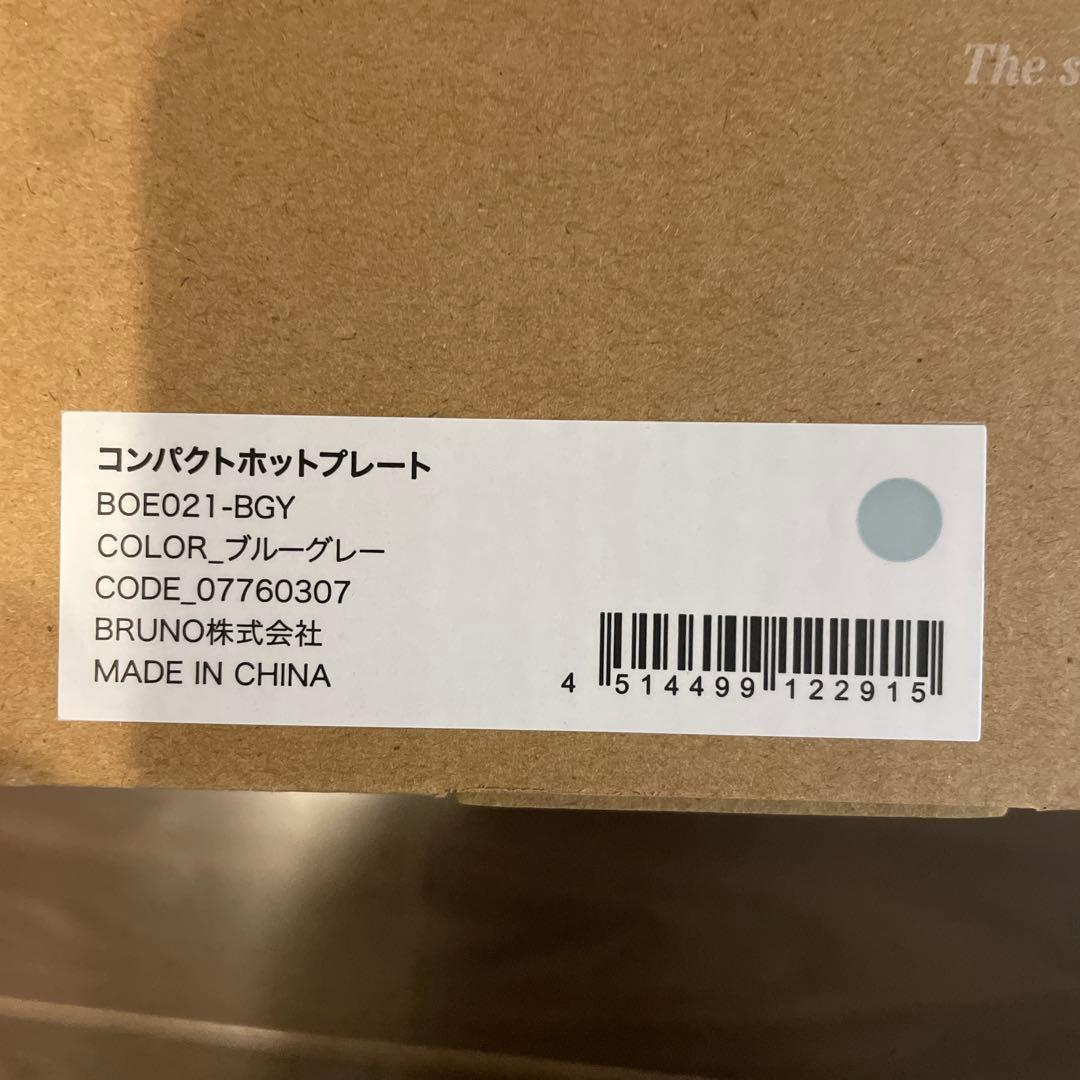 The s
コンパクトホットプレート
BOE021-BGY
COLOR_ブルーグレー
CODE_07760307
BRUNO株式会社
MADE IN CHINA
4 514499 122915